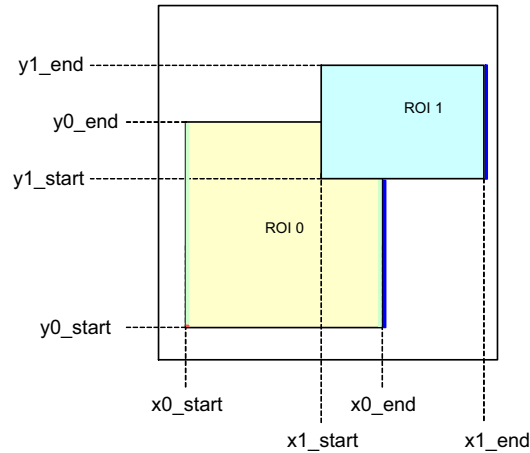 y1_end
ROI 1
y0_end
y1_start
ROI 0
y0_start
x0_start
x0_end
x1_start
x1_end